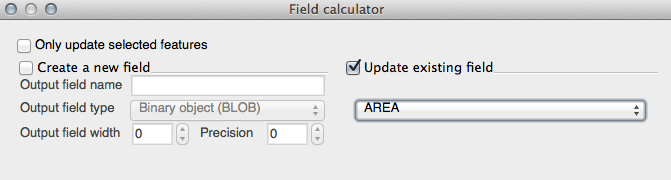 Field calculator
Only update selected features
Create a new field
Update existing field
Output field name
Output field type Binary object (BLOB) AREA
Output field width 0 Precision 0